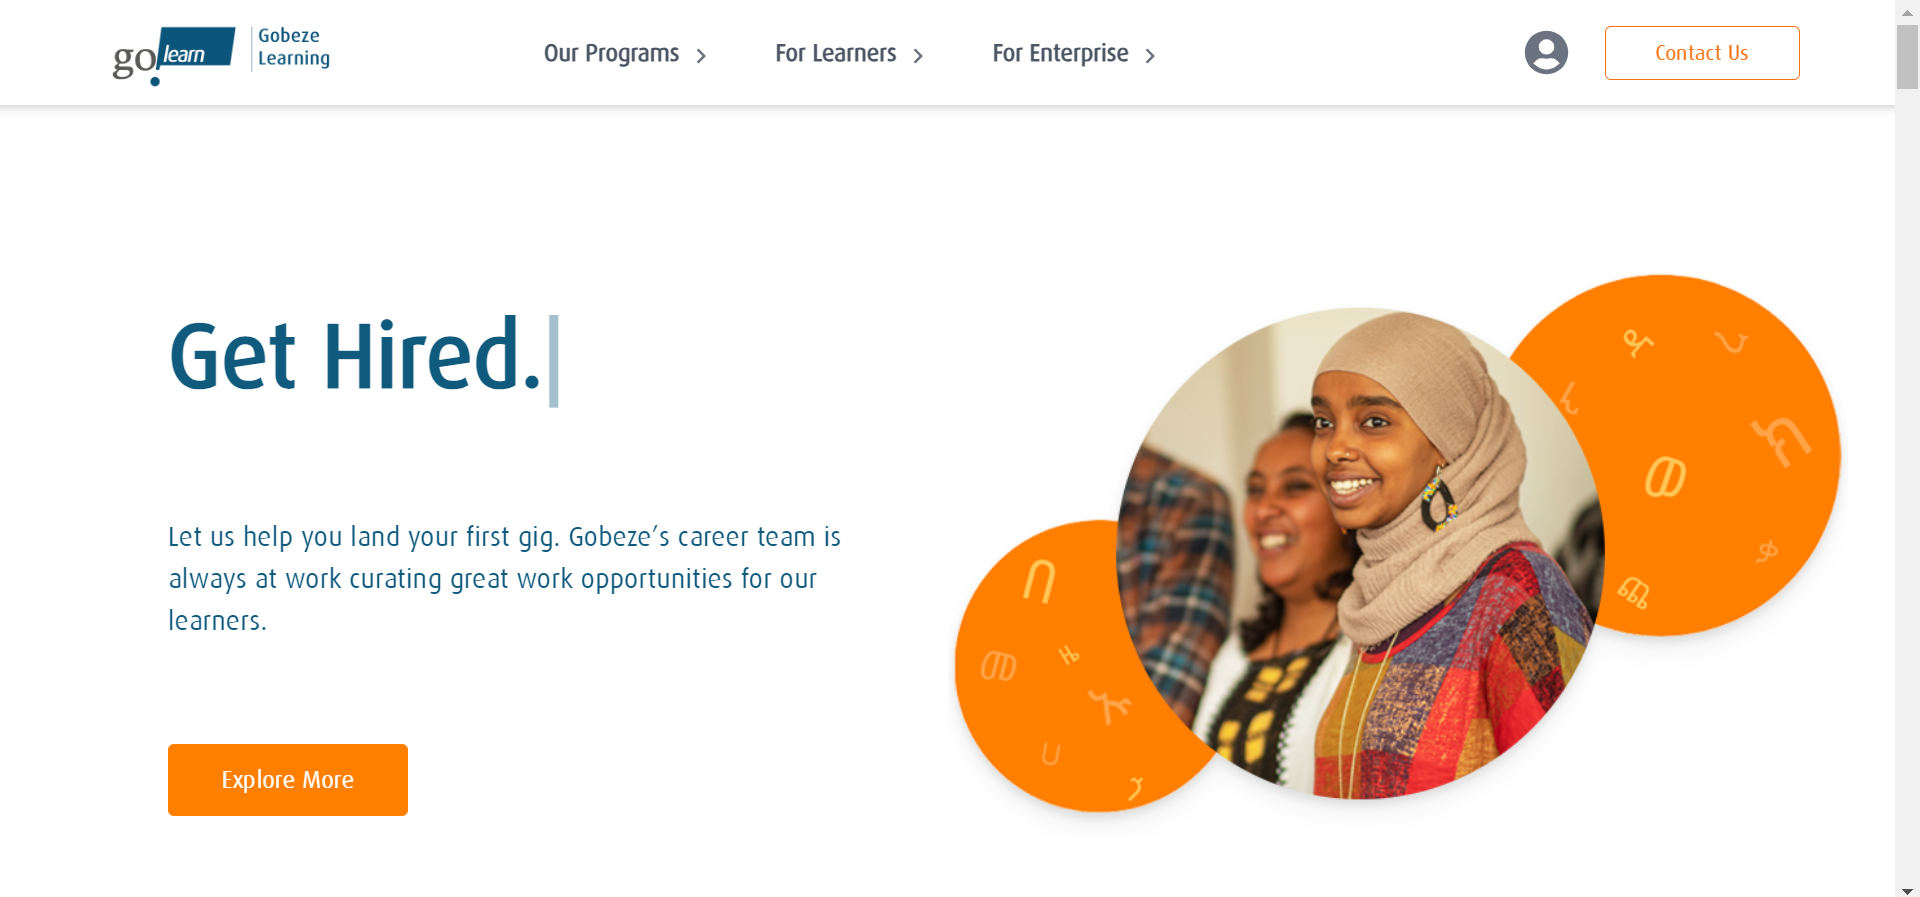 go learn
Gobeze
Learning
Our Programs
For Learners
For Enterprise
Contact Us
Get Hired.
Let us help you land your first gig. Gobeze’s career team is
always at work curating great work opportunities for our
learners.
Explore More
በ
ወ
ው